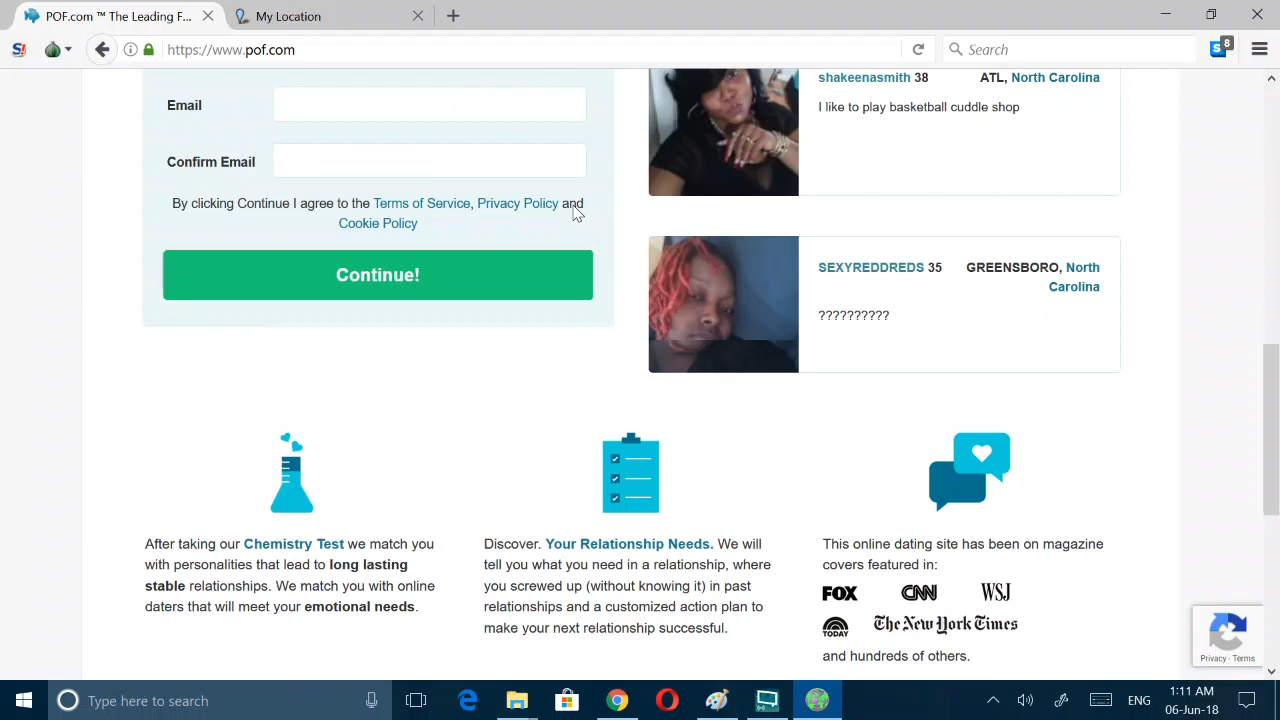 POF.com ™ The Leading F...
My Location
https://www.pof.com
Search
8
Email
Confirm Email
By clicking Continue I agree to the Terms of Service, Privacy Policy and
Cookie Policy
Continue!
shakeenasmith 38 ATL, North Carolina
I like to play basketball cuddle shop
SEXYREDDREDS 35 GREENSBORO, North
Carolina
??????????
After taking our Chemistry Test we match you
with personalities that lead to long lasting
stable relationships. We match you with online
daters that will meet your emotional needs.
Discover. Your Relationship Needs. We will
tell you what you need in a relationship, where
you screwed up (without knowing it) in past
relationships and a customized action plan to
make your next relationship successful.
This online dating site has been on magazine
covers featured in:
FOX CNN WSJ
TODAY The New York Times
and hundreds of others.
Privacy - Terms
Type here to search
ENG
1:11 AM
06-Jun-18